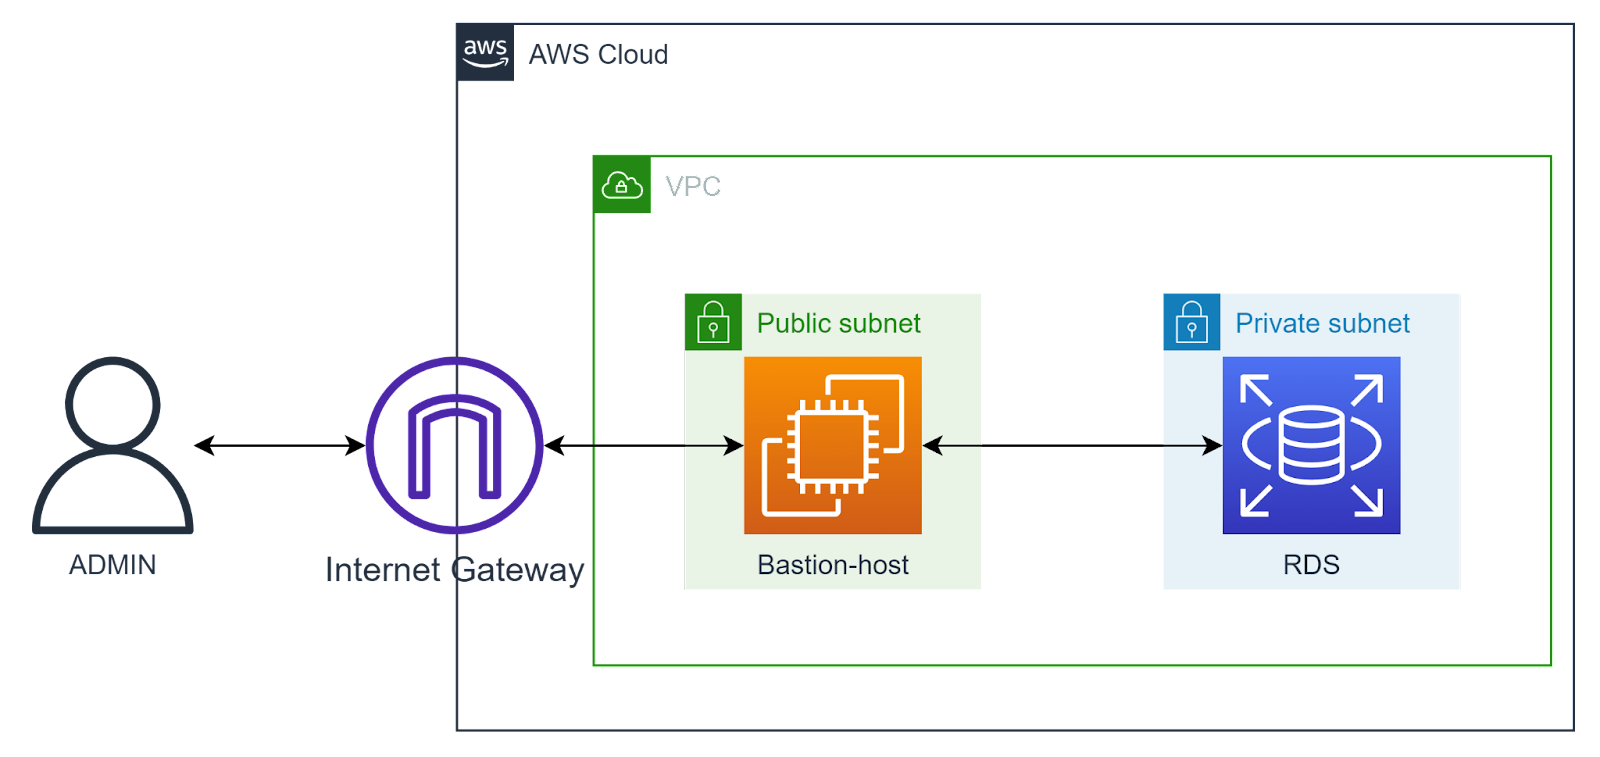 aws
AWS Cloud
VPC
Public subnet
Private subnet
ADMIN
Internet Gateway
Bastion-host
RDS